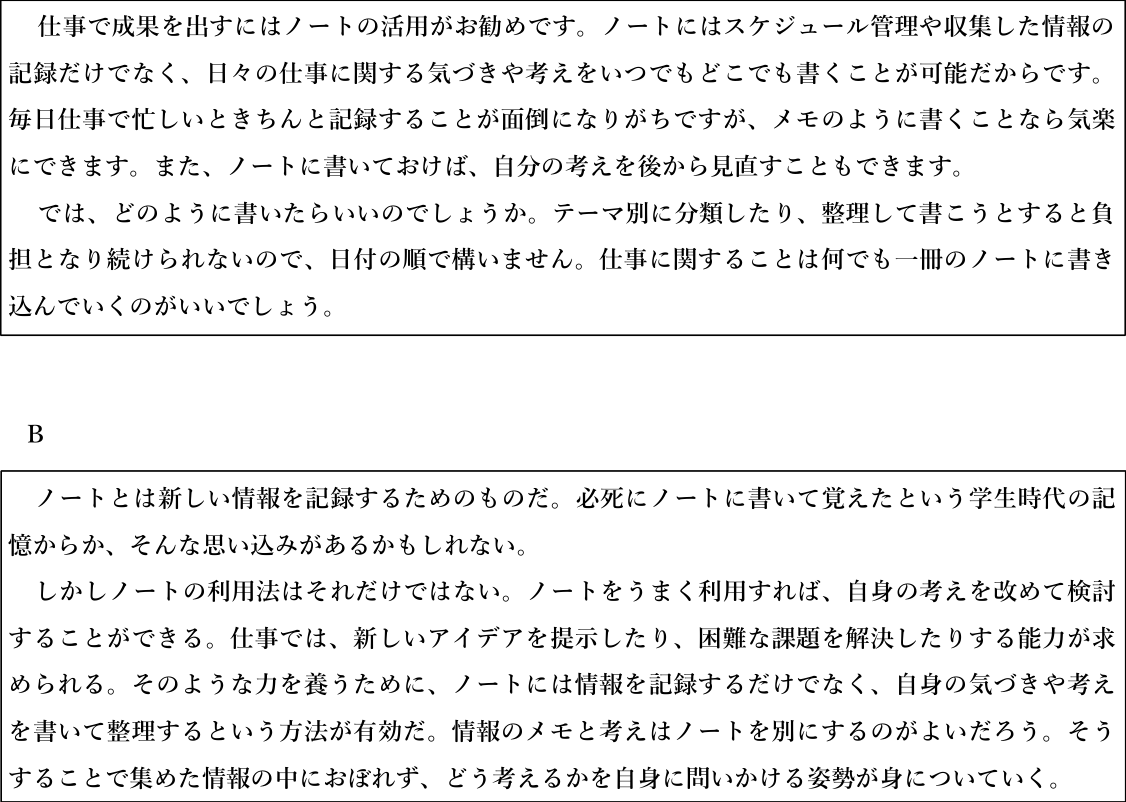 仕事で成果を出すにはノートの活用がお勧めです。ノートにはスケジュール管理や収集した情報の
記録だけでなく、日々の仕事に関する気づきや考えをいつでもどこでも書くことが可能だからです。
毎日仕事で忙しいときちんと記録することが面倒になりがちですが、メモのように書くことなら気楽
にできます。また、ノートに書いておけば、自分の考えを後から見直すこともできます。
では、どのように書いたらいいのでしょうか。テーマ別に分類したり、整理して書こうとすると負
担となり続けられないので、日付の順で構いません。仕事に関することは何でも一冊のノートに書き
込んでいくのがいいでしょう。
B
ノートとは新しい情報を記録するためのものだ。必死にノートに書いて覚えたという学生時代の記
憶からか、そんな思い込みがあるかもしれない。
しかしノートの利用法はそれだけではない。ノートをうまく利用すれば、自身の考えを改めて検討
することができる。仕事では、新しいアイデアを提示したり、困難な課題を解決したりする能力が求
められる。そのような力を養うために、ノートには情報を記録するだけでなく、自身の気づきや考え
を書いて整理するという方法が有効だ。情報のメモと考えはノートを別にするのがよいだろう。そう
することで集めた情報の中におぼれず、どう考えるかを自身に問いかける姿勢が身についていく。